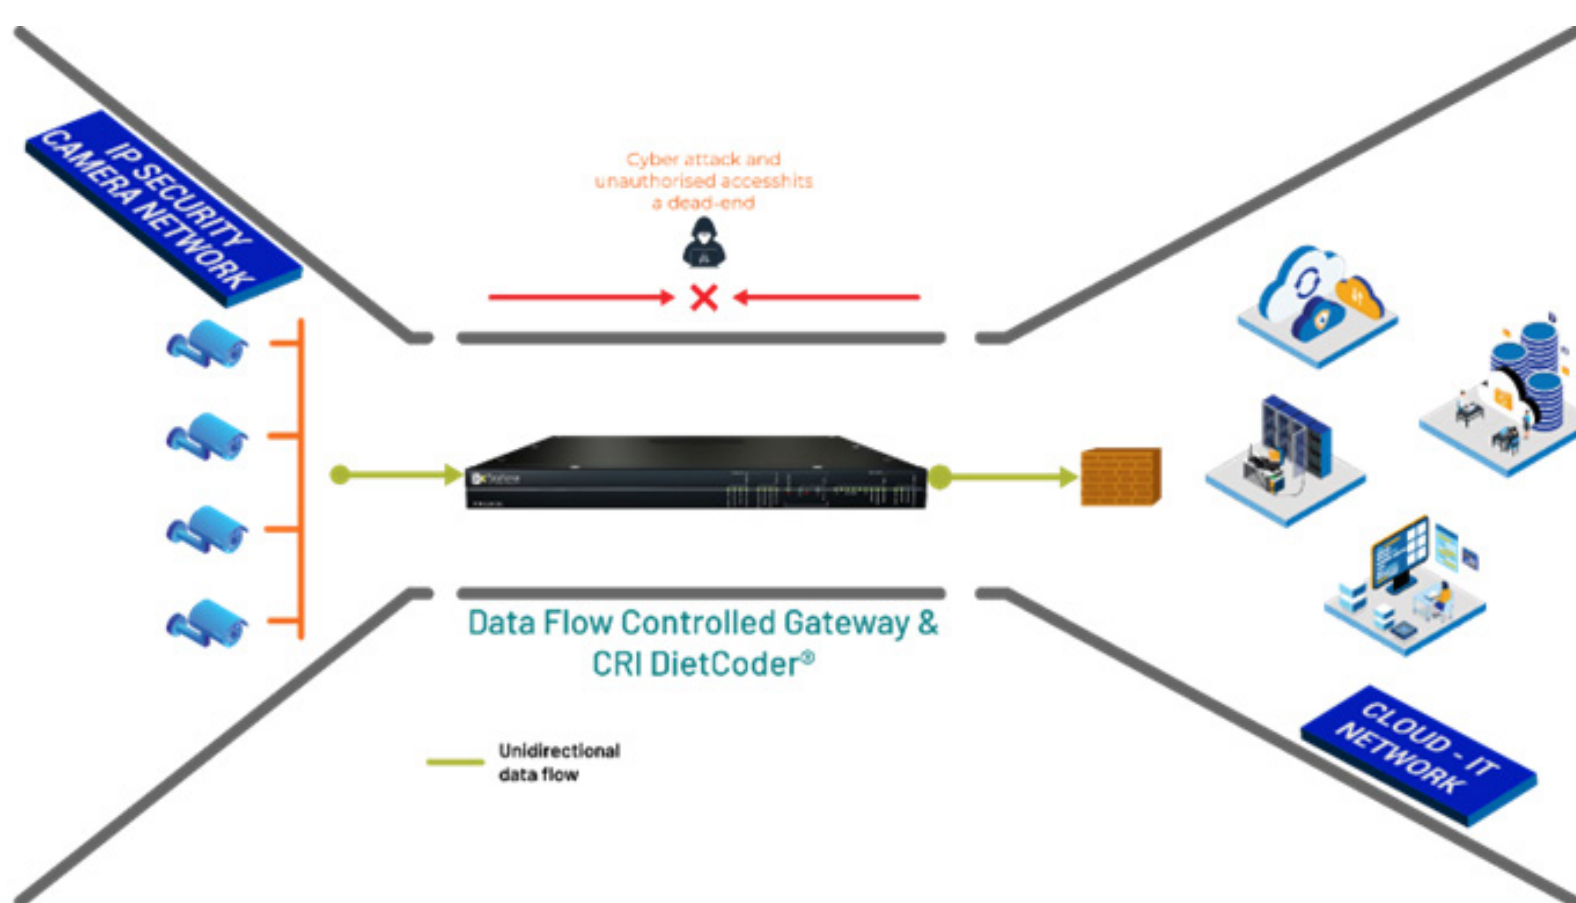 IP SECURITY
CAMERA NETWORK
Cyber attack and
unauthorised accesshits
a dead-end
Data Flow Controlled Gateway &
CRI DietCoder®
Unidirectional
data flow
CLOUD - IT
NETWORK